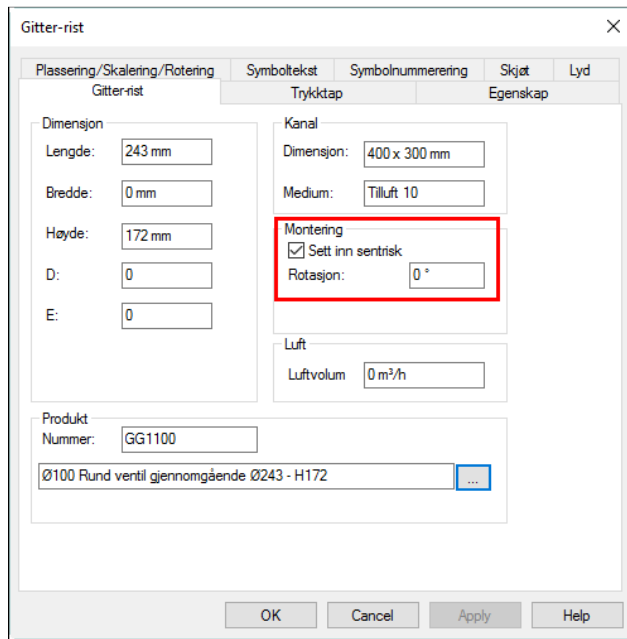 Gitter-rist
Plassering/Skalering/Rotering Symboltekst Symbolnummerering Skjøt Lyd
Gitter-rist Trykktap Egenskap
Dimensjon
Lengde: 243 mm
Bredde: 0 mm
Høyde: 172 mm
D: 0
E: 0
Kanal
Dimensjon: 400 x 300 mm
Medium: Tilluft 10
Montering
Sett inn sentrisk
Rotasjon: 0 °
Luft
Luftvolum 0 m³/h
Produkt
Nummer: GG1100
Ø100 Rund ventil gjennomgående Ø243 - H172
...
OK Cancel Apply Help